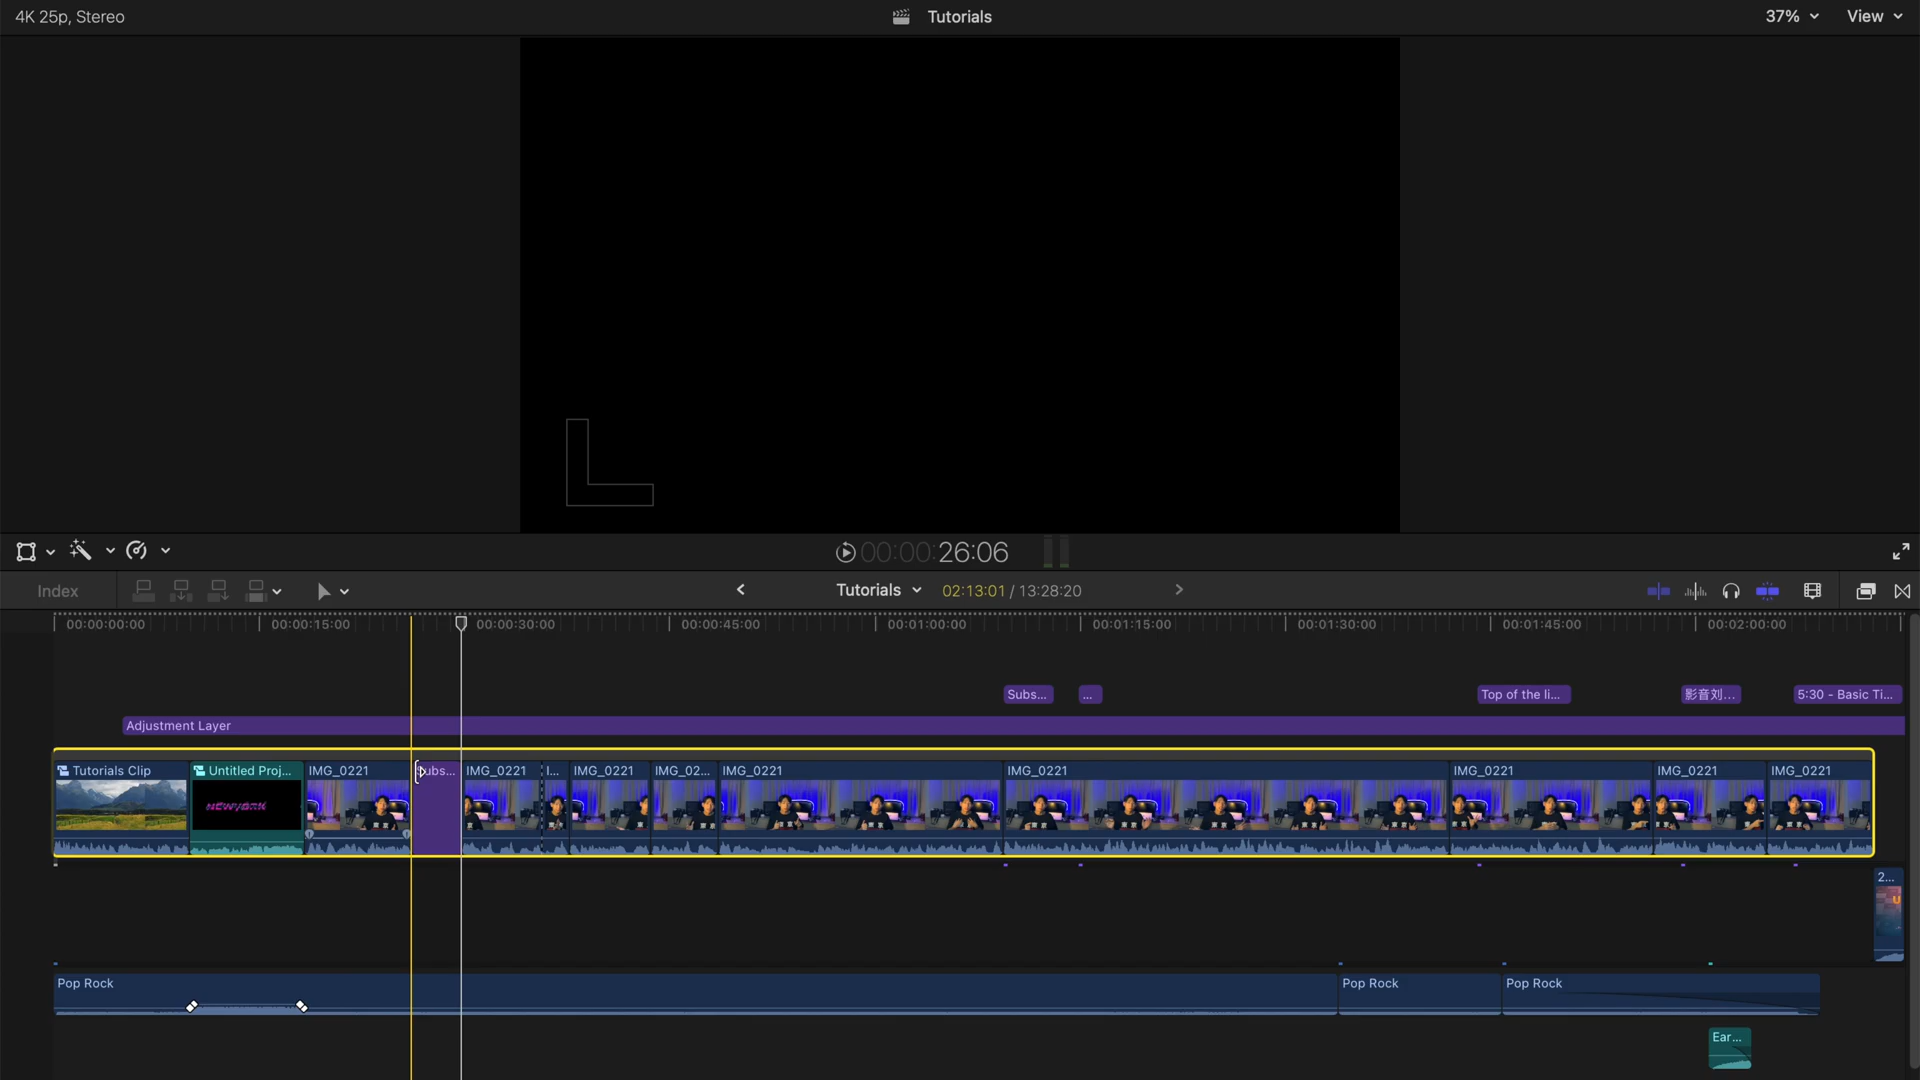 4K 25p, Stereo
Tutorials
37%
View
00:00:26:06
Index
Tutorials
02:13:01 / 13:28:20
00:00:00:00
00:00:15:00
00:00:30:00
00:00:45:00
00:01:00:00
00:01:15:00
00:01:30:00
00:01:45:00
00:02:00:00
Subs...
...
Top of the li...
影音刘...
5:30 - Basic Ti...
Adjustment Layer
Tutorials Clip
Untitled Proj...
IMG_0221
Subs...
IMG_0221
I...
IMG_0221
IMG_02...
IMG_0221
IMG_0221
IMG_0221
IMG_0221
IMG_0221
NEWYORK
2...
Pop Rock
Pop Rock
Pop Rock
Ear...